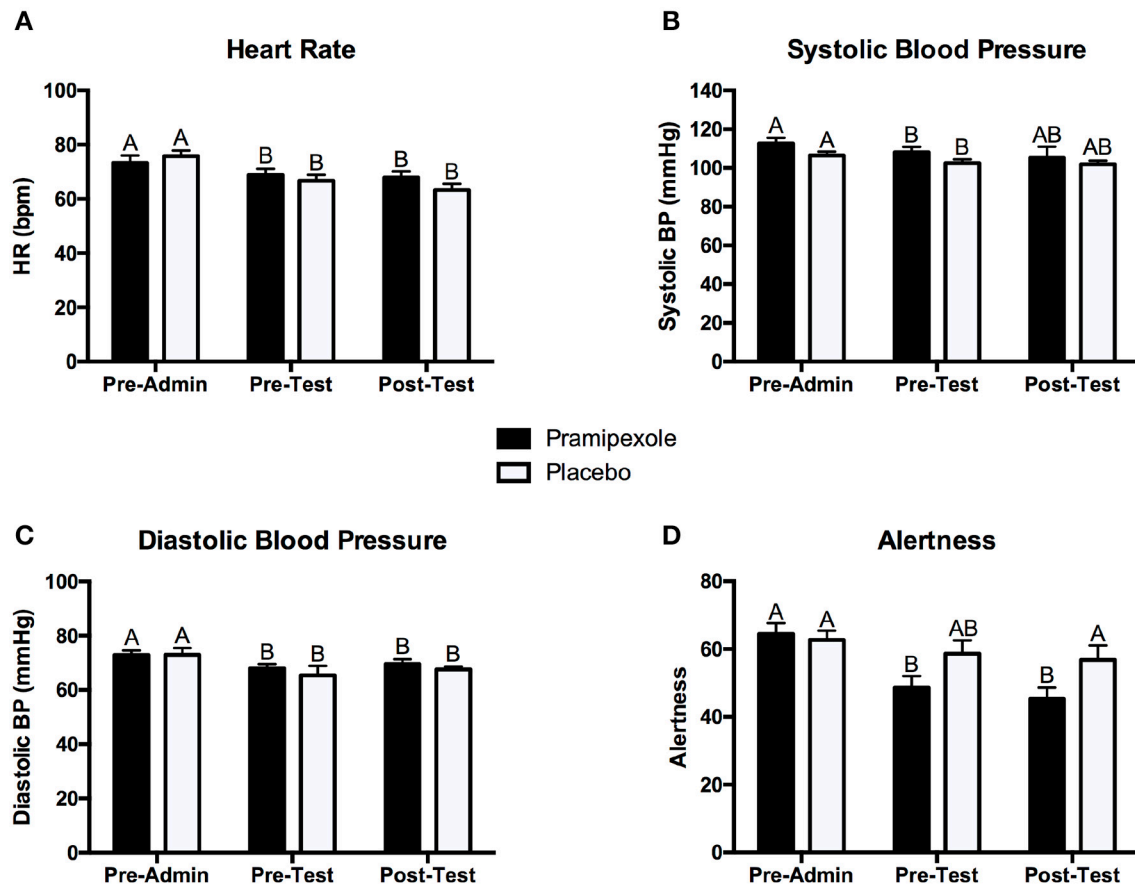 A
Heart Rate
HR (bpm)
100
80
60
40
20
0
A
A
B
B
B
B
Pre-Admin
Pre-Test
Post-Test
B
Systolic Blood Pressure
Systolic BP (mmHg)
140
120
100
80
60
40
20
0
A
A
B
B
AB
AB
Pre-Admin
Pre-Test
Post-Test
Pramipexole
Placebo
C
Diastolic Blood Pressure
Diastolic BP (mmHg)
100
80
60
40
20
0
A
A
B
B
B
B
Pre-Admin
Pre-Test
Post-Test
D
Alertness
Alertness
80
60
40
20
0
A
A
B
AB
B
A
Pre-Admin
Pre-Test
Post-Test